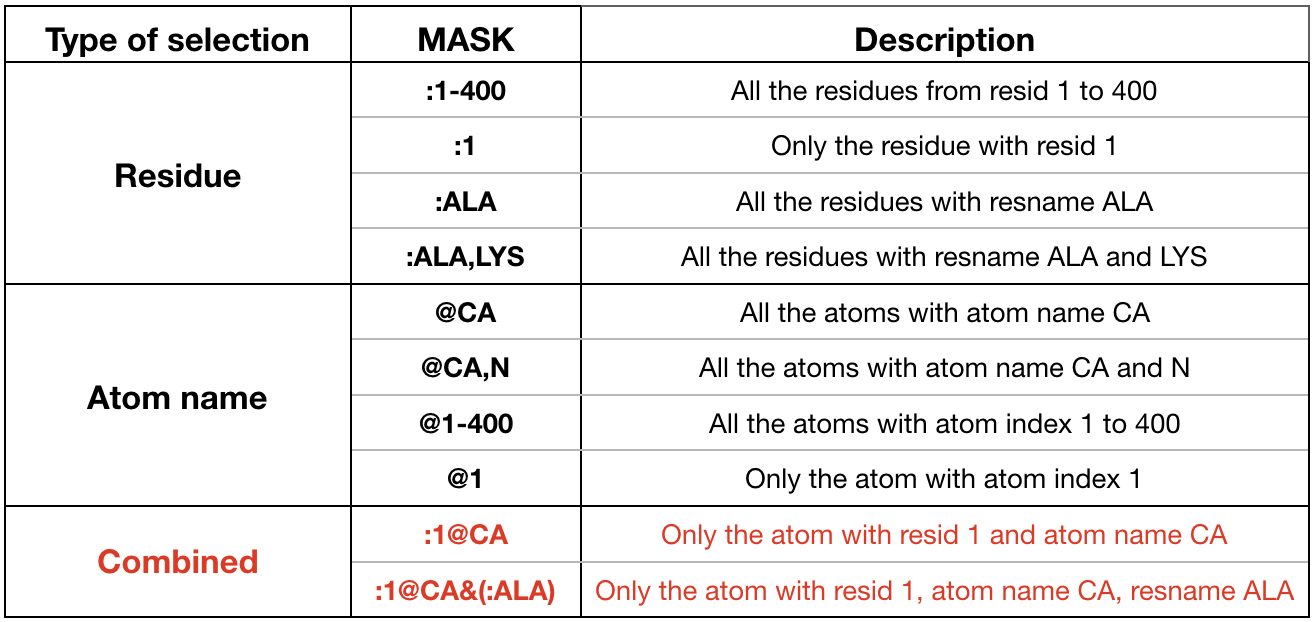 Type of selection MASK Description
Residue
:1-400 All the residues from resid 1 to 400
:1 Only the residue with resid 1
:ALA All the residues with resname ALA
:ALA,LYS All the residues with resname ALA and LYS
Atom name
@CA All the atoms with atom name CA
@CA,N All the atoms with atom name CA and N
@1-400 All the atoms with atom index 1 to 400
@1 Only the atom with atom index 1
Combined
:1@CA Only the atom with resid 1 and atom name CA
:1@CA&(:ALA) Only the atom with resid 1, atom name CA, resname ALA